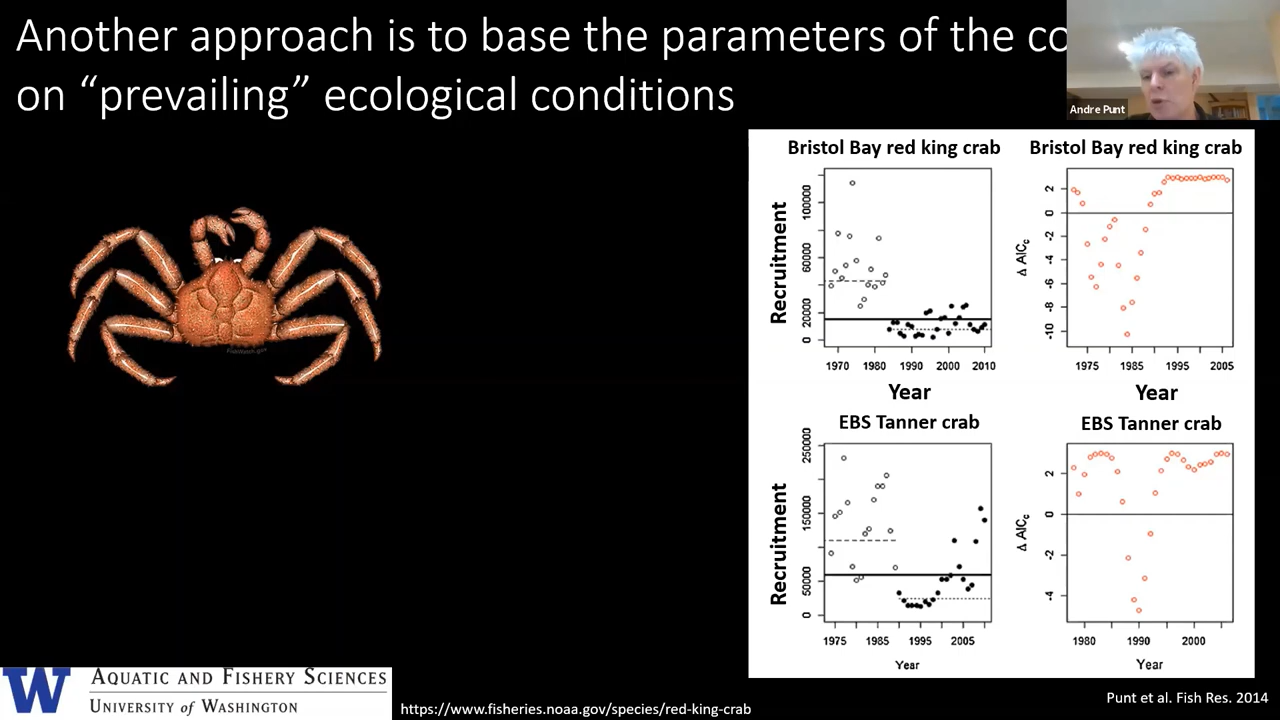 Another approach is to base the parameters of the co
on “prevailing” ecological conditions
Andre Punt
Bristol Bay red king crab
Recruitment
100000
60000
20000
0
1970 1980 1990 2000 2010
Year
Bristol Bay red king crab
Δ AICc
2
0
-2
-4
-6
-8
-10
1975 1985 1995 2005
Year
EBS Tanner crab
Recruitment
250000
150000
50000
0
1975 1985 1995 2005
Year
EBS Tanner crab
Δ AICc
2
0
-2
-4
1980 1990 2000
Year
W AQUATIC AND FISHERY SCIENCES
UNIVERSITY of WASHINGTON
https://www.fisheries.noaa.gov/species/red-king-crab
Punt et al. Fish Res. 2014